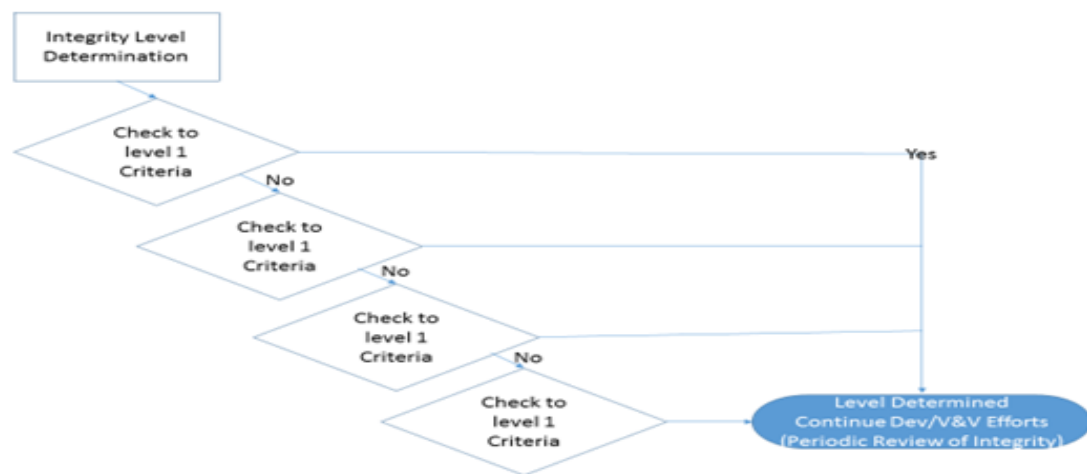 Integrity Level
Determination
Check to
level 1
Criteria
Yes
No
Check to
level 1
Criteria
No
Check to
level 1
Criteria
No
Check to
level 1
Criteria
Level Determined
Continue Dev/V&V Efforts
(Periodic Review of Integrity)